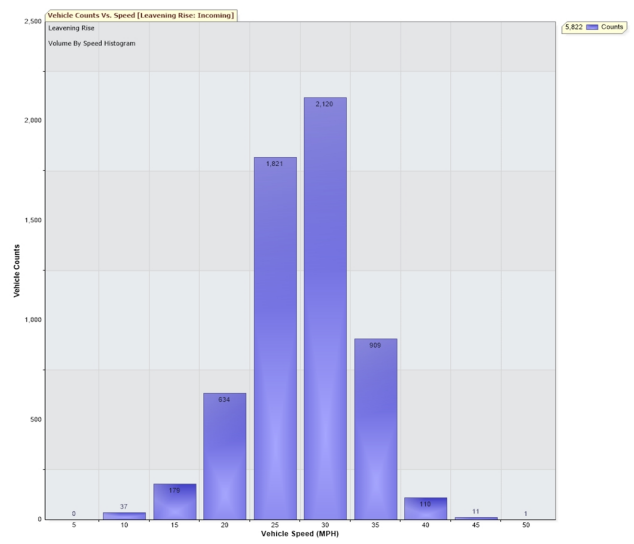 Vehicle Counts Vs. Speed [Leavening Rise: Incoming]
5,822 Counts
Leavening Rise
Volume By Speed Histogram
Vehicle Counts
2,500
2,000
1,500
1,000
500
0
0
37
179
634
1,821
2,120
909
110
11
1
5 10 15 20 25 30 35 40 45 50
Vehicle Speed (MPH)